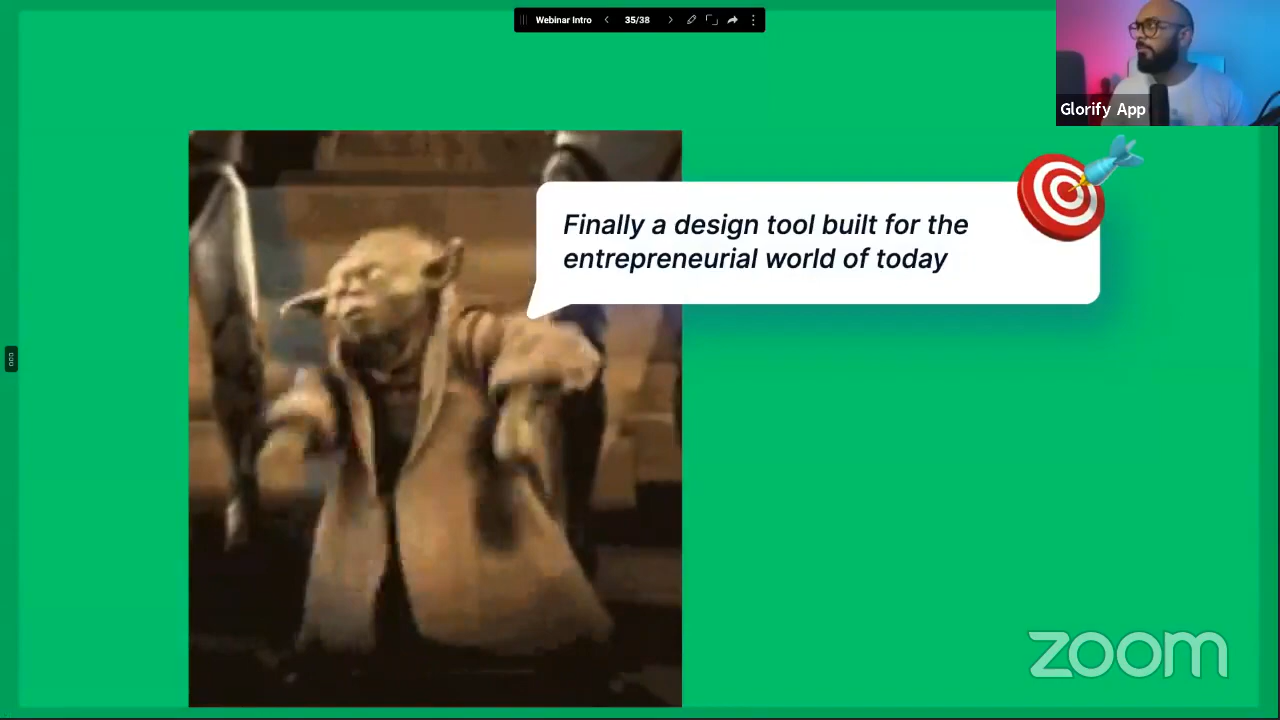 Webinar Intro
35/38
Glorify App
Finally a design tool built for the
entrepreneurial world of today
zoom